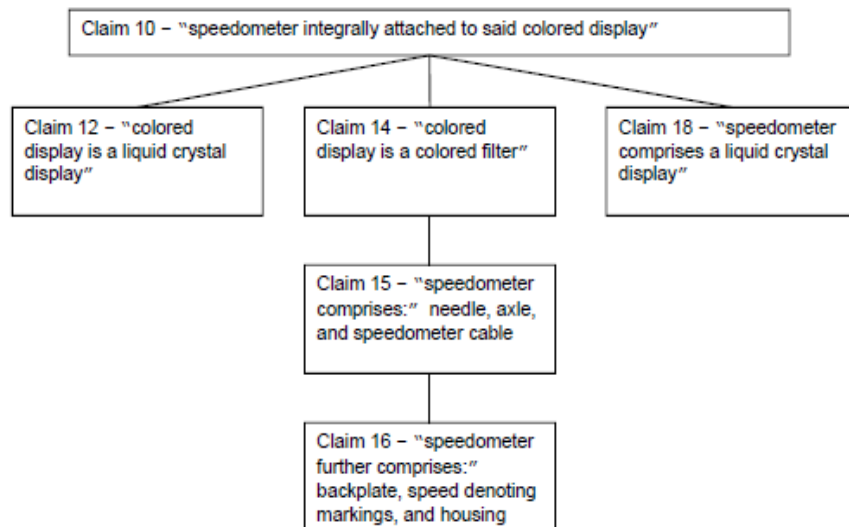 Claim 10 – "speedometer integrally attached to said colored display"
Claim 12 – "colored
display is a liquid crystal
display"
Claim 14 – "colored
display is a colored filter"
Claim 18 – "speedometer
comprises a liquid crystal
display"
Claim 15 – "speedometer
comprises:" needle, axle,
and speedometer cable
Claim 16 – "speedometer
further comprises:"
backplate, speed denoting
markings, and housing